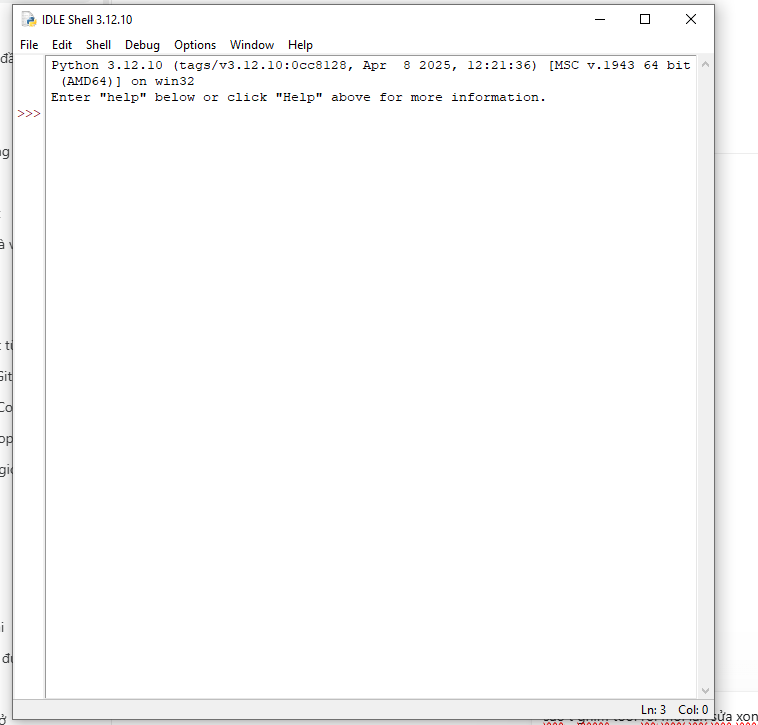 IDLE Shell 3.12.10
File Edit Shell Debug Options Window Help
Python 3.12.10 (tags/v3.12.10:0cc8128, Apr  8 2025, 12:21:36) [MSC v.1943 64 bit
(AMD64)] on win32
Enter "help" below or click "Help" above for more information.
>>>
Ln: 3 Col: 0
sửa xon